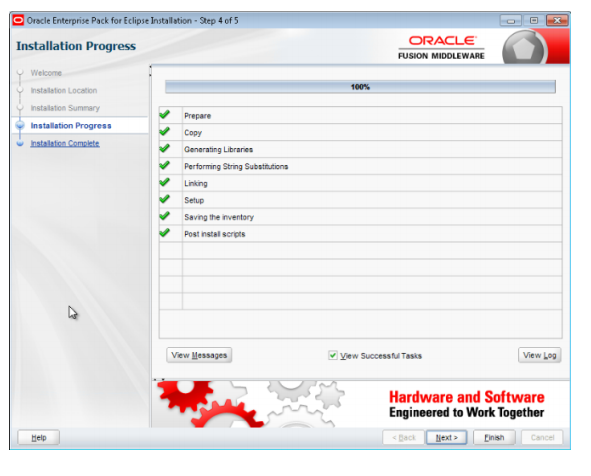 Oracle Enterprise Pack for Eclipse Installation - Step 4 of 5
Installation Progress
ORACLE
FUSION MIDDLEWARE
Welcome
Installation Location
Installation Summary
Installation Progress
Installation Complete
100%
Prepare
Copy
Generating Libraries
Performing String Substitutions
Linking
Setup
Saving the inventory
Post install scripts
View Messages
View Successful Tasks
View Log
Hardware and Software
Engineered to Work Together
Help
< Back
Next >
Finish
Cancel